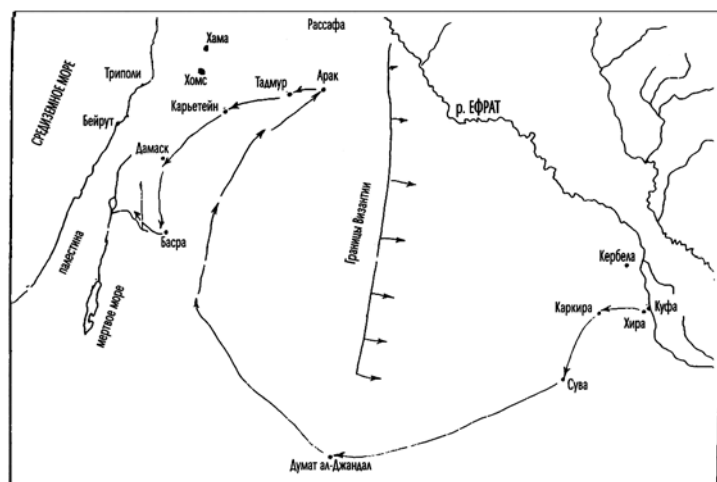 Рассафа
Хама
Хомс
Триполи
Тадмур
Арак
Карьетейн
СРЕДИЗЕМНОЕ МОРЕ
Бейрут
р. ЕФРАТ
Дамаск
Басра
палестина
мертвое море
Границы Византии
Кербела
Каркира
Куфа
Хира
Сува
Думат ал-Джандал